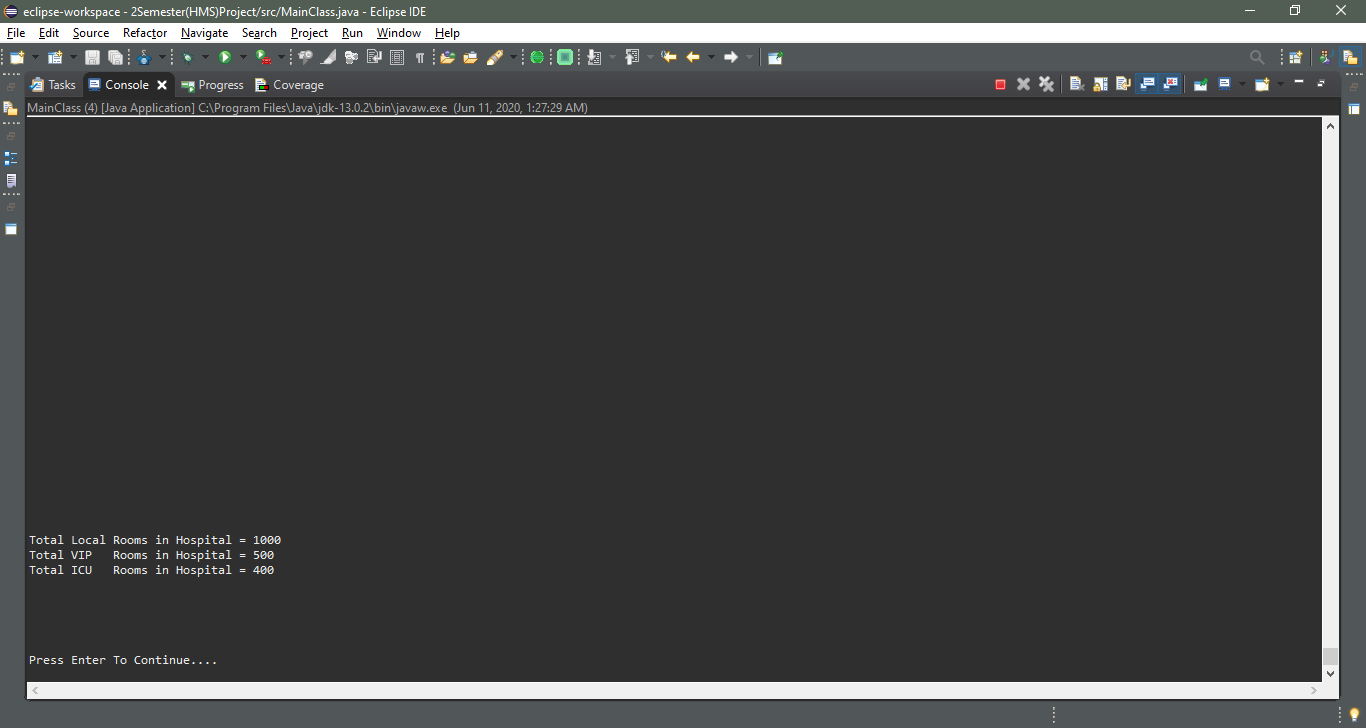 eclipse-workspace - 2Semester(HMS)Project/src/MainClass.java - Eclipse IDE
File Edit Source Refactor Navigate Search Project Run Window Help
Tasks Console Progress Coverage
MainClass (4) [Java Application] C:\Program Files\Java\jdk-13.0.2\bin\javaw.exe (Jun 11, 2020, 1:27:29 AM)
Total Local Rooms in Hospital = 1000
Total VIP   Rooms in Hospital = 500
Total ICU   Rooms in Hospital = 400
Press Enter To Continue....